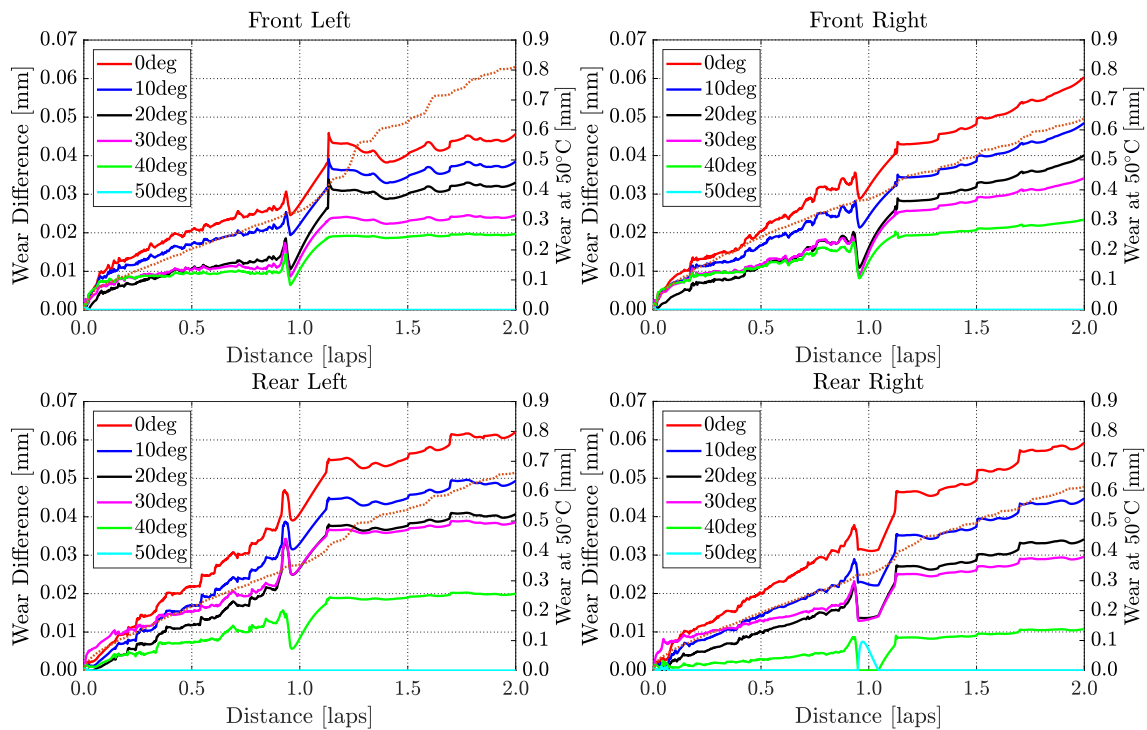 Front Left
Wear Difference [mm]
0.07
0.06
0.05
0.04
0.03
0.02
0.01
0.00
0deg
10deg
20deg
30deg
40deg
50deg
0.9
0.8
0.7
0.6
0.5
0.4
0.3
0.2
0.1
0.0
Wear at 50°C [mm]
0.0 0.5 1.0 1.5 2.0
Distance [laps]
Front Right
Wear Difference [mm]
0.07
0.06
0.05
0.04
0.03
0.02
0.01
0.00
0deg
10deg
20deg
30deg
40deg
50deg
0.9
0.8
0.7
0.6
0.5
0.4
0.3
0.2
0.1
0.0
Wear at 50°C [mm]
0.0 0.5 1.0 1.5 2.0
Distance [laps]
Rear Left
Wear Difference [mm]
0.07
0.06
0.05
0.04
0.03
0.02
0.01
0.00
0deg
10deg
20deg
30deg
40deg
50deg
0.9
0.8
0.7
0.6
0.5
0.4
0.3
0.2
0.1
0.0
Wear at 50°C [mm]
0.0 0.5 1.0 1.5 2.0
Distance [laps]
Rear Right
Wear Difference [mm]
0.07
0.06
0.05
0.04
0.03
0.02
0.01
0.00
0deg
10deg
20deg
30deg
40deg
50deg
0.9
0.8
0.7
0.6
0.5
0.4
0.3
0.2
0.1
0.0
Wear at 50°C [mm]
0.0 0.5 1.0 1.5 2.0
Distance [laps]